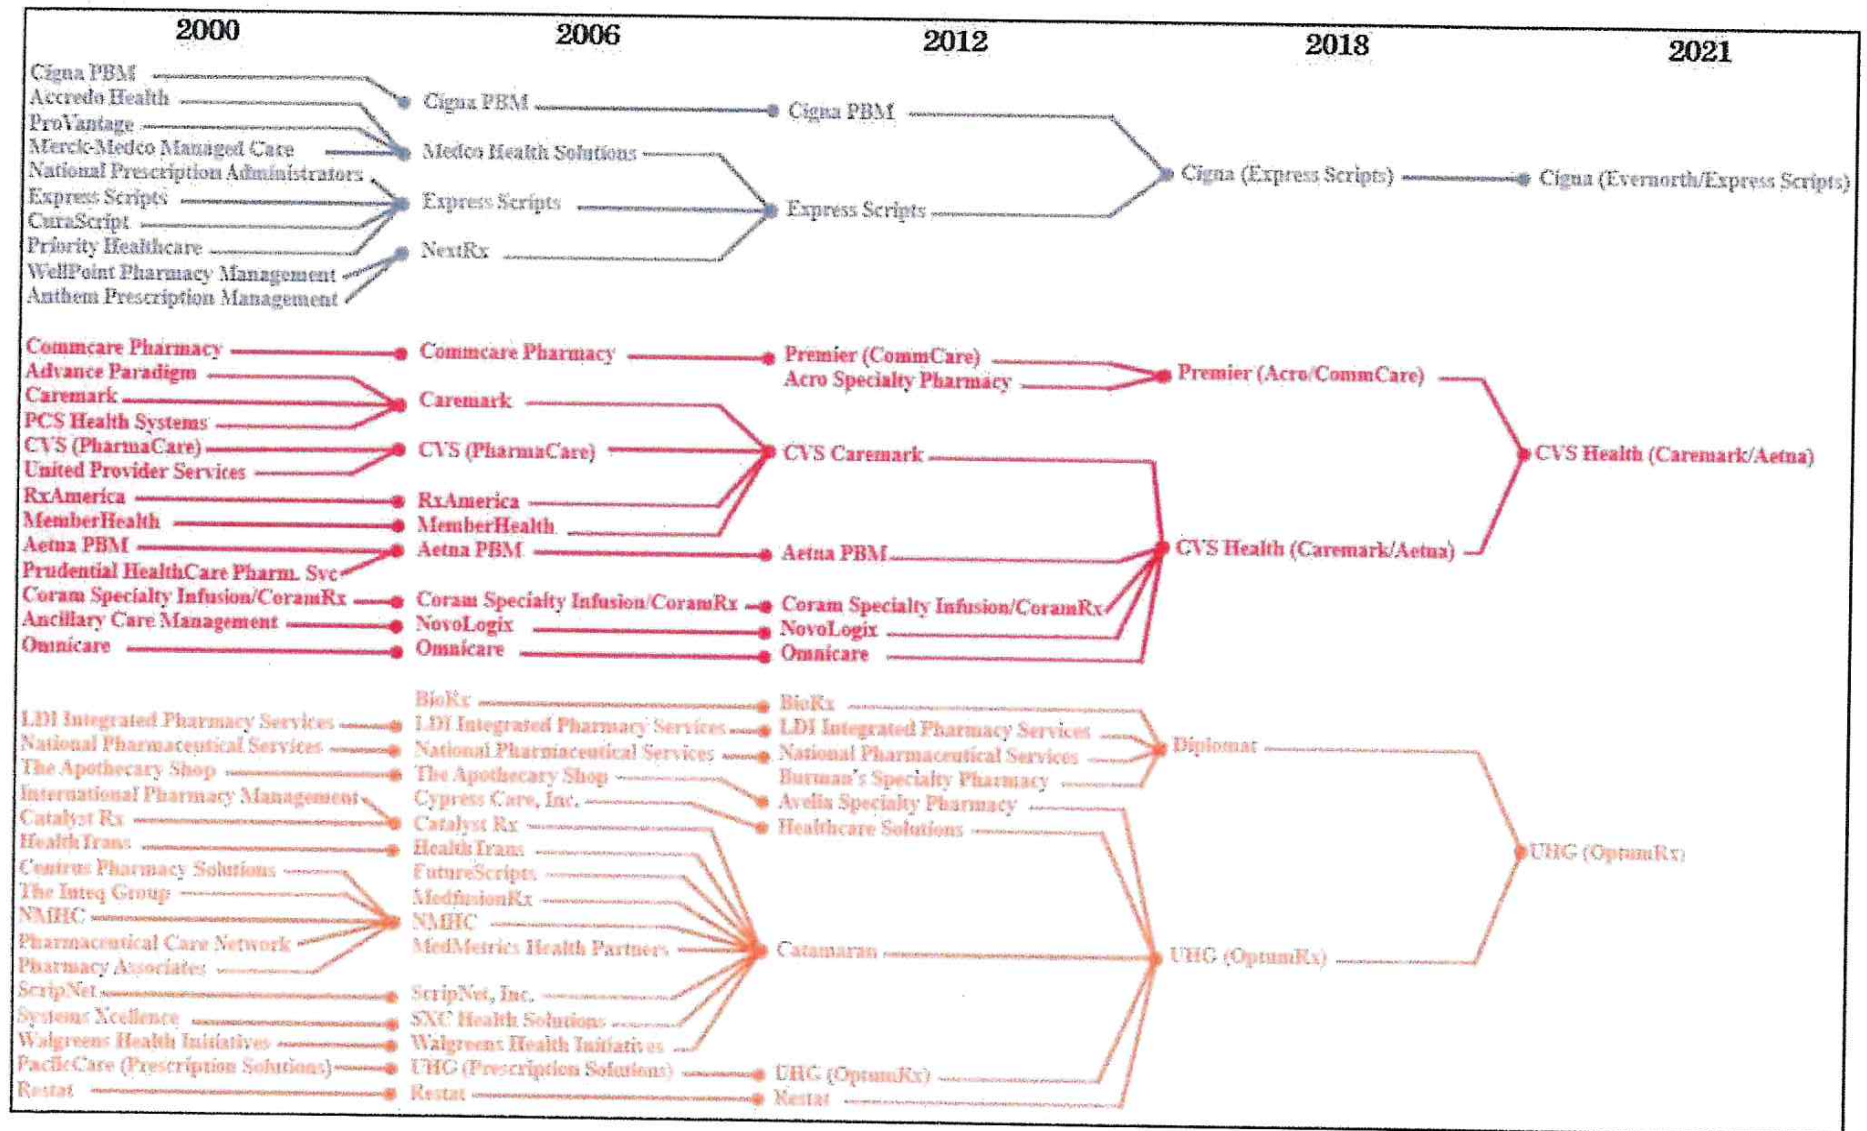 2000 2006 2012 2018 2021
Cigna PBM
Accredo Health
ProVantage
Merck-Medco Managed Care
National Prescription Administrators
Express Scripts
CuraScript
Priority Healthcare
WellPoint Pharmacy Management
Anthem Prescription Management
Cigna PBM
Medco Health Solutions
Express Scripts
NextRx
Cigna PBM
Express Scripts
Cigna (Express Scripts)
Cigna (Evernorth/Express Scripts)
Commcare Pharmacy
Advance Paradigm
Caremark
PCS Health Systems
CVS (PharmaCare)
United Provider Services
RxAmerica
MemberHealth
Aetna PBM
Prudential HealthCare Pharm. Svc
Coram Specialty Infusion/CoramRx
Ancillary Care Management
Omnicare
Commcare Pharmacy
Caremark
CVS (PharmaCare)
RxAmerica
MemberHealth
Aetna PBM
Coram Specialty Infusion/CoramRx
NovoLogix
Omnicare
Premier (CommCare)
Acro Specialty Pharmacy
CVS Caremark
Aetna PBM
Coram Specialty Infusion/CoramRx
NovoLogix
Omnicare
Premier (Acro/CommCare)
CVS Health (Caremark/Aetna)
CVS Health (Caremark/Aetna)
LDI Integrated Pharmacy Services
National Pharmaceutical Services
The Apothecary Shop
International Pharmacy Management
Catalyst Rx
HealthTrans
Centrus Pharmacy Solutions
The Inteq Group
NMHC
Pharmaceutical Care Network
Pharmacy Associates
ScripNet
Systems Xcellence
Walgreens Health Initiatives
PacificCare (Prescription Solutions)
Restat
BioRx
LDI Integrated Pharmacy Services
National Pharmaceutical Services
The Apothecary Shop
Cypress Care, Inc.
Catalyst Rx
HealthTrans
FutureScripts
MedfusionRx
NMHC
MedMetrics Health Partners
ScripNet, Inc.
SXC Health Solutions
Walgreens Health Initiatives
UHG (Prescription Solutions)
Restat
BioRx
LDI Integrated Pharmacy Services
National Pharmaceutical Services
Burman's Specialty Pharmacy
Avella Specialty Pharmacy
Healthcare Solutions
Catamaran
UHG (OptumRx)
Restat
Diplomat
UHG (OptumRx)
UHG (OptumRx)